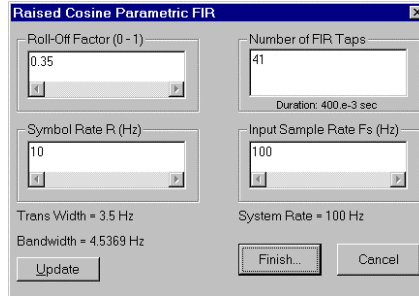 Raised Cosine Parametric FIR
Roll-Off Factor (0 - 1)
0.35
Number of FIR Taps
41
Duration: 400.e-3 sec
Symbol Rate R (Hz)
10
Input Sample Rate Fs (Hz)
100
Trans Width = 3.5 Hz
System Rate = 100 Hz
Bandwidth = 4.5369 Hz
Update
Finish...
Cancel